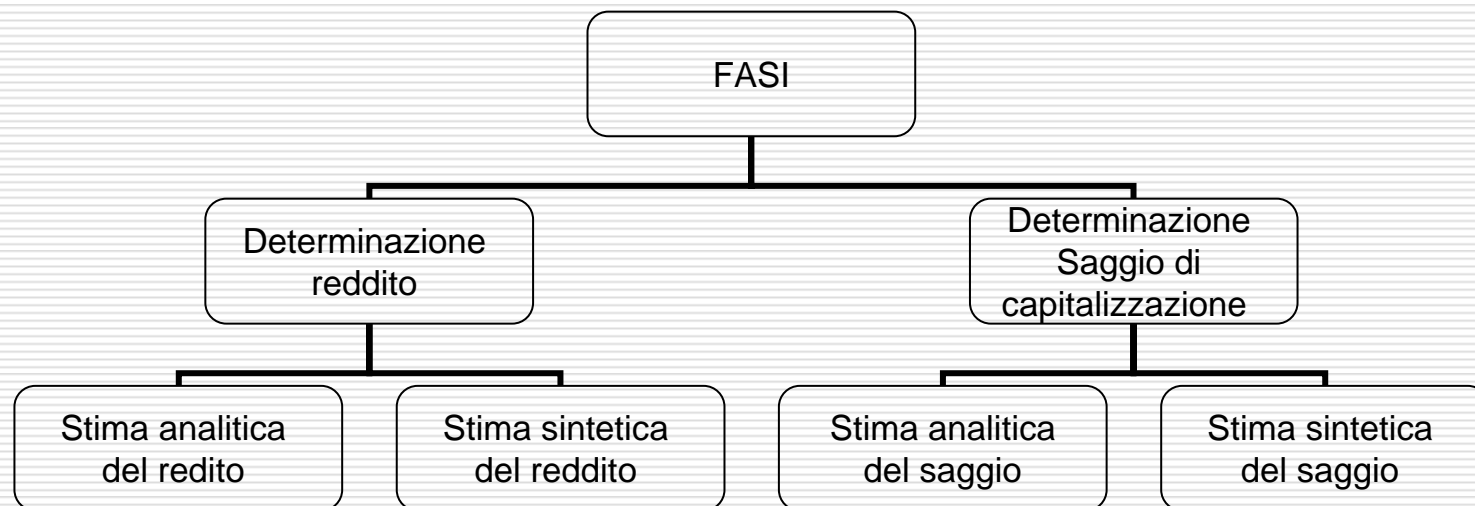 FASI
Determinazione
reddito
Determinazione
Saggio di
capitalizzazione
Stima analitica
del redito
Stima sintetica
del reddito
Stima analitica
del saggio
Stima sintetica
del saggio